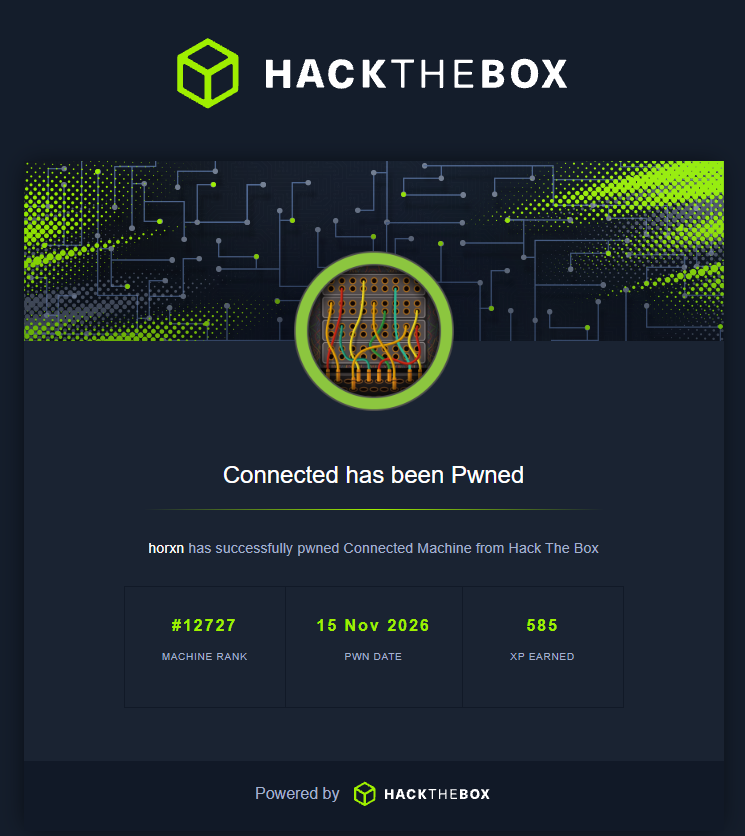 HACKTHEBOX
Connected has been Pwned
horxn has successfully pwned Connected Machine from Hack The Box
#12727 15 Nov 2026 585
MACHINE RANK PWN DATE XP EARNED
Powered by HACKTHEBOX